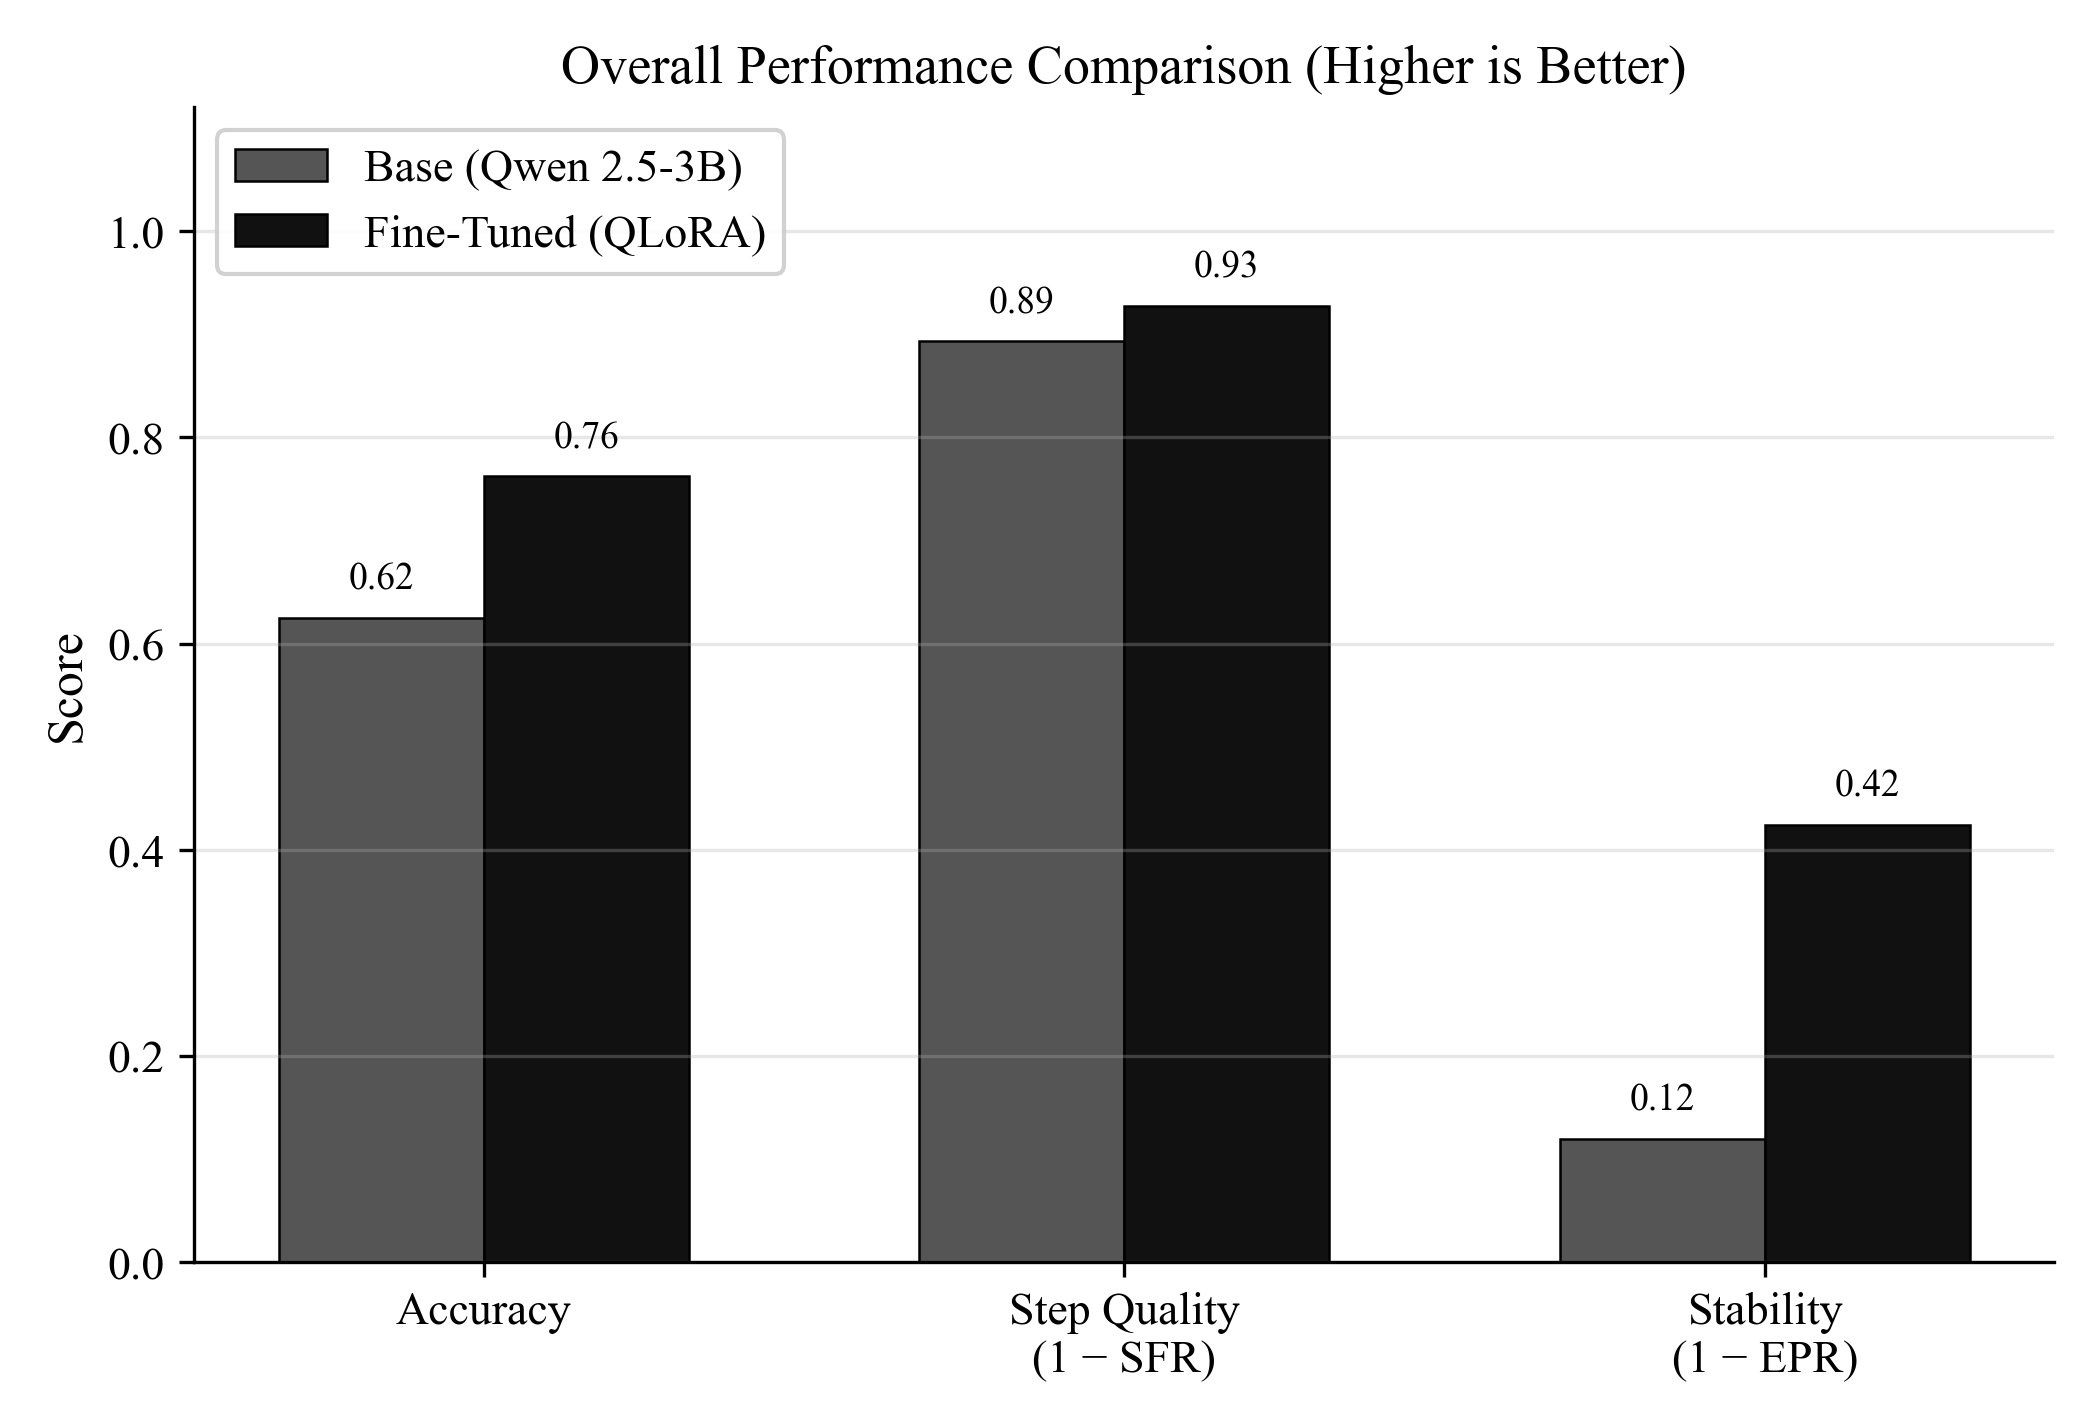 Overall Performance Comparison (Higher is Better)
Base (Qwen 2.5-3B)
Fine-Tuned (QLoRA)
Score
1.0
0.8
0.6
0.4
0.2
0.0
0.62
0.76
0.89
0.93
0.12
0.42
Accuracy
Step Quality
(1 − SFR)
Stability
(1 − EPR)